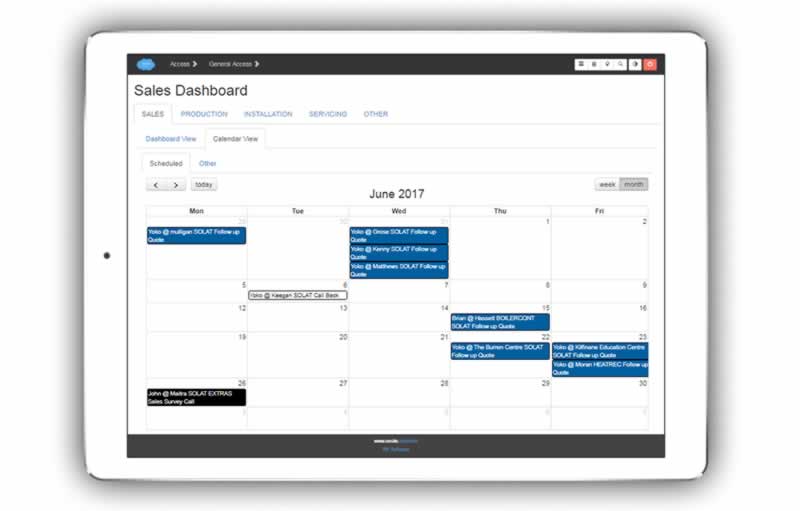 Access
General Access
Sales Dashboard
SALES
PRODUCTION
INSTALLATION
SERVICING
OTHER
Dashboard View
Calendar View
Scheduled
Other
today
June 2017
week
month
Mon
Tue
Wed
Thu
Fri
29
30
31
1
2
Yoko @ mulligan SOLAT Follow up
Quote
Yoko @ Grose SOLAT Follow up
Quote
Yoko @ Kenny SOLAT Follow up
Quote
Yoko @ Matthews SOLAT Follow up
Quote
5
6
7
8
9
Yoko @ Keegan SOLAT Call Back
12
13
14
15
16
Brian @ Hassett BOILERCONT
SOLAT Follow up Quote
19
20
21
22
23
Yoko @ The Burren Centre SOLAT
Follow up Quote
Yoko @ Kilfinane Education Centre
SOLAT Follow up Quote
Yoko @ Moran HEATREC Follow up
Quote
26
27
28
29
30
John @ Maitra SOLAT EXTRAS
Sales Survey Call
3
4
5
6
7